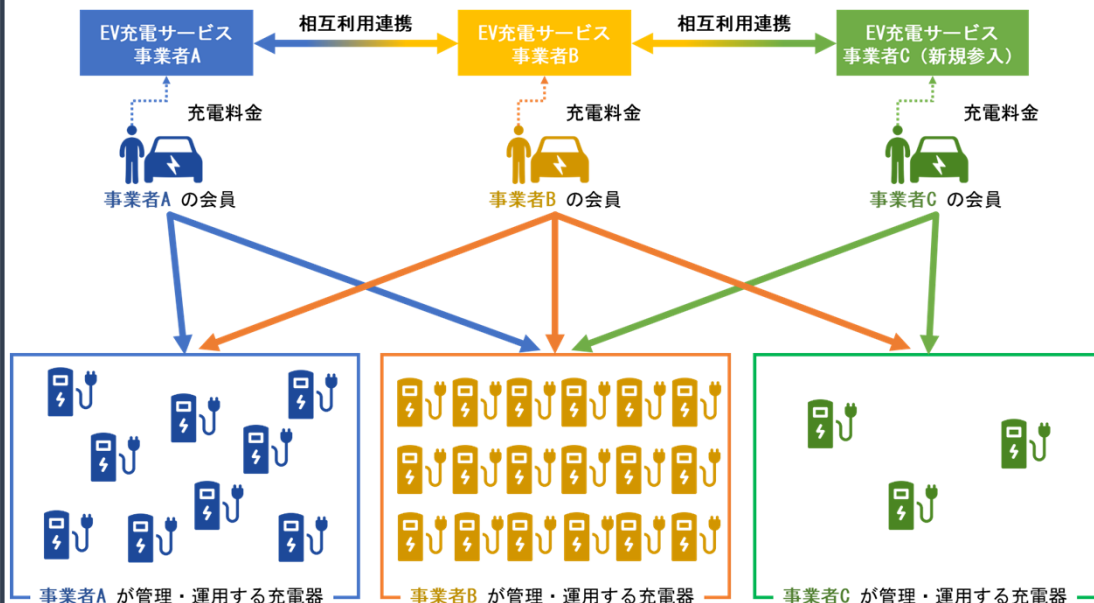 EV充電サービス
事業者A
相互利用連携
EV充電サービス
事業者B
相互利用連携
EV充電サービス
事業者C（新規参入）
充電料金
充電料金
充電料金
事業者A の会員
事業者B の会員
事業者C の会員
事業者A が管理・運用する充電器
事業者B が管理・運用する充電器
事業者C が管理・運用する充電器